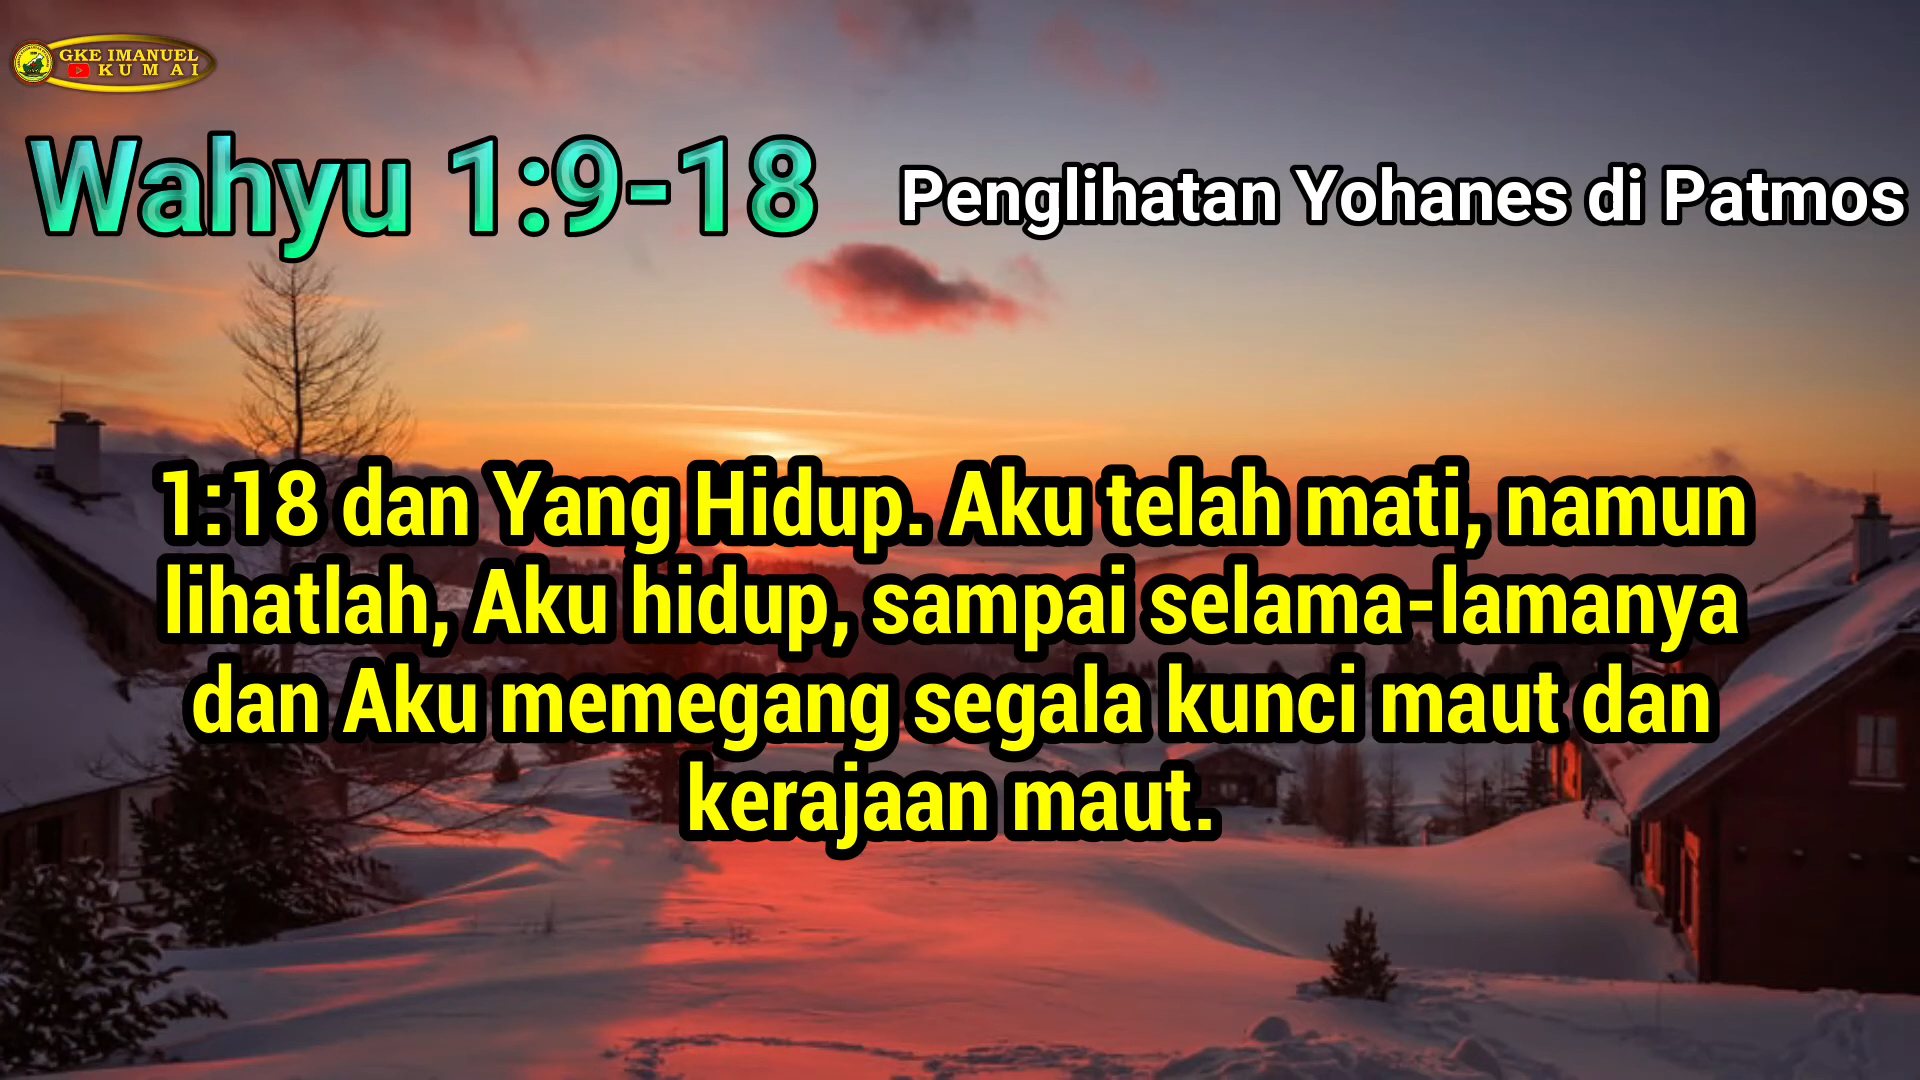 GKE IMANUEL
KUMAI
Wahyu 1:9-18
Penglihatan Yohanes di Patmos
1:18 dan Yang Hidup. Aku telah mati, namun
lihatlah, Aku hidup, sampai selama-lamanya
dan Aku memegang segala kunci maut dan
kerajaan maut.